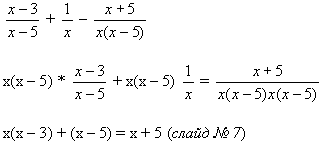 (x − 3)/(x − 5) + 1/x − (x + 5)/(x(x − 5))
x(x − 5) * (x − 3)/(x − 5) + x(x − 5) 1/x = (x + 5)/(x(x − 5)x(x − 5))
x(x − 3) + (x − 5) = x + 5 (слайд № 7)